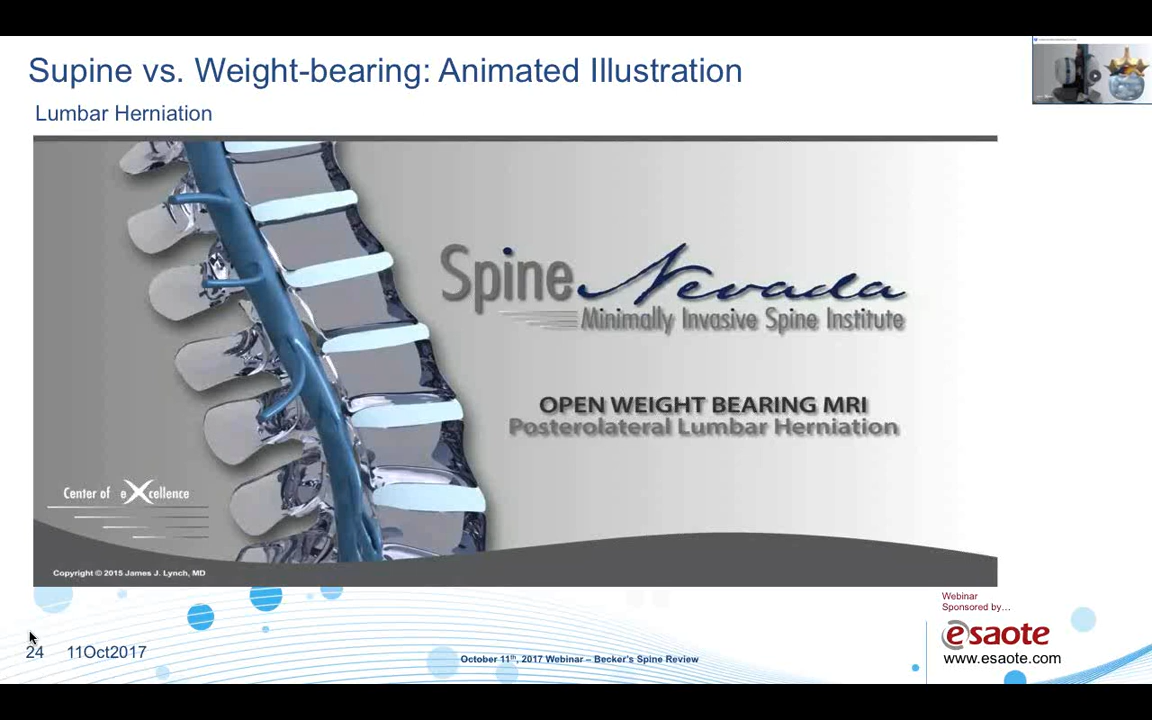 Supine vs. Weight-bearing: Animated Illustration
Lumbar Herniation
Spine Nevada
Minimally Invasive Spine Institute
OPEN WEIGHT BEARING MRI
Posterolateral Lumbar Herniation
Center of eXcellence
Copyright © 2015 James J. Lynch, MD
Webinar
Sponsored by…
esaote
www.esaote.com
24 11Oct2017
October 11th, 2017 Webinar – Becker's Spine Review